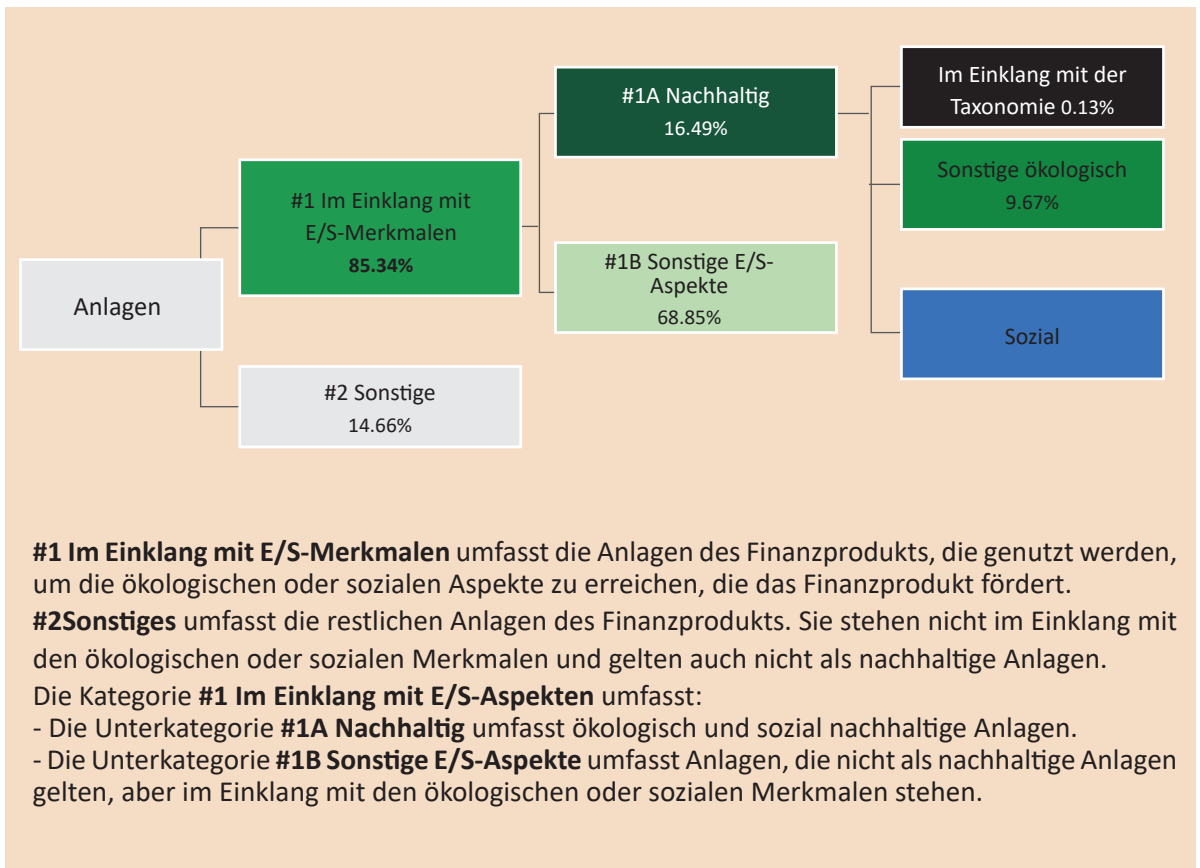 Anlagen
#1 Im Einklang mit
E/S-Merkmalen
85.34%
#2 Sonstige
14.66%
#1A Nachhaltig
16.49%
#1B Sonstige E/S-
Aspekte
68.85%
Im Einklang mit der
Taxonomie 0.13%
Sonstige ökologisch
9.67%
Sozial
#1 Im Einklang mit E/S-Merkmalen umfasst die Anlagen des Finanzprodukts, die genutzt werden,
um die ökologischen oder sozialen Aspekte zu erreichen, die das Finanzprodukt fördert.
#2Sonstiges umfasst die restlichen Anlagen des Finanzprodukts. Sie stehen nicht im Einklang mit
den ökologischen oder sozialen Merkmalen und gelten auch nicht als nachhaltige Anlagen.
Die Kategorie #1 Im Einklang mit E/S-Aspekten umfasst:
- Die Unterkategorie #1A Nachhaltig umfasst ökologisch und sozial nachhaltige Anlagen.
- Die Unterkategorie #1B Sonstige E/S-Aspekte umfasst Anlagen, die nicht als nachhaltige Anlagen
gelten, aber im Einklang mit den ökologischen oder sozialen Merkmalen stehen.